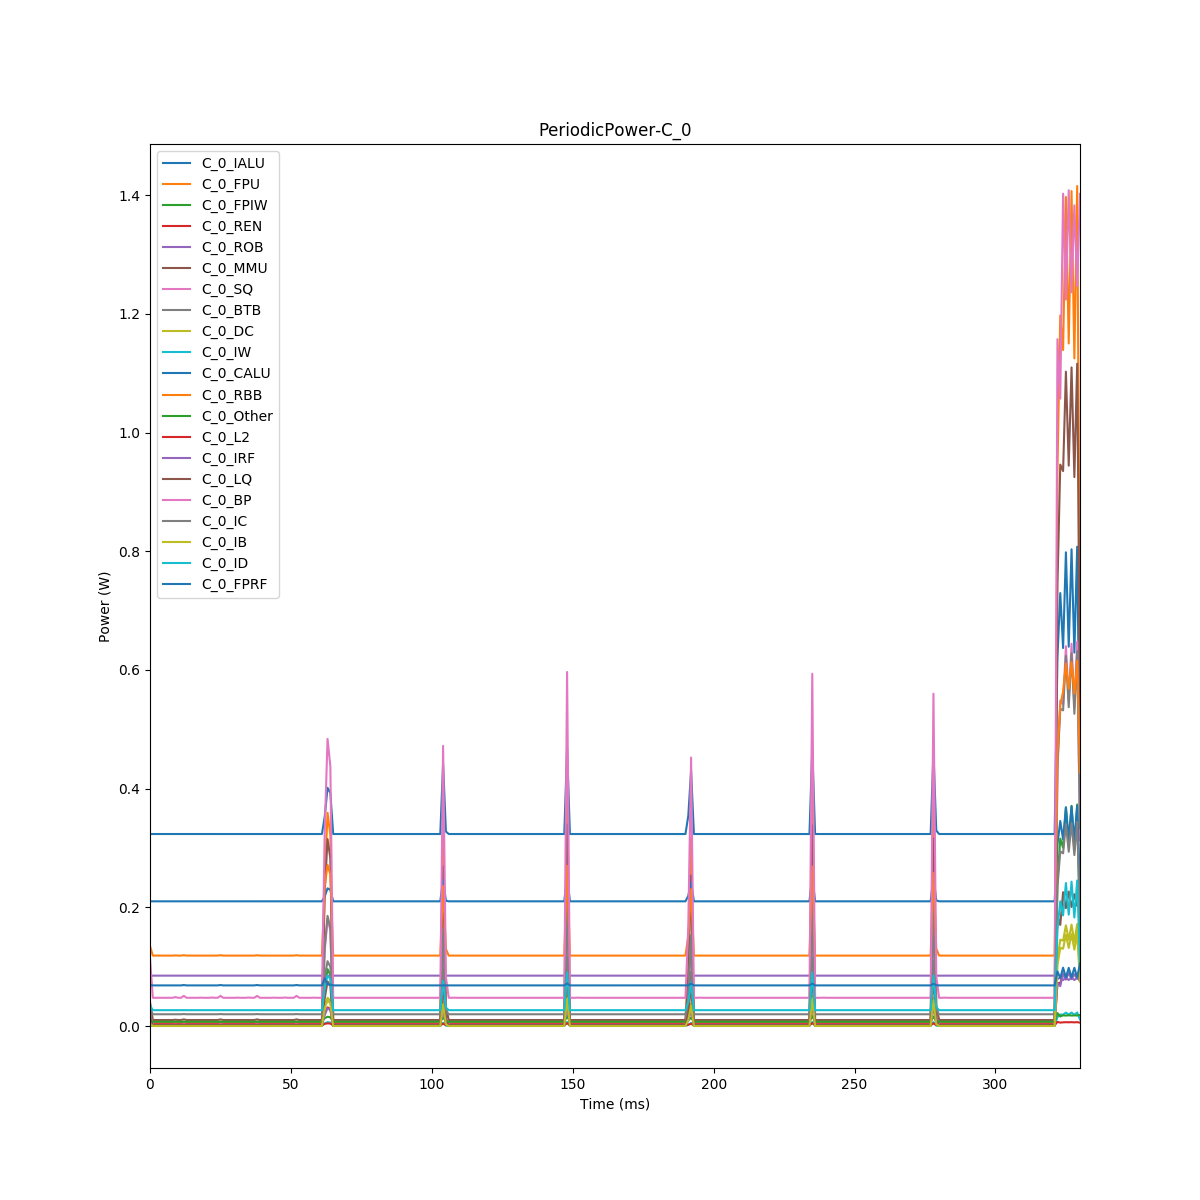 PeriodicPower-C_0
C_0_IALU
C_0_FPU
C_0_FPIW
C_0_REN
C_0_ROB
C_0_MMU
C_0_SQ
C_0_BTB
C_0_DC
C_0_IW
C_0_CALU
C_0_RBB
C_0_Other
C_0_L2
C_0_IRF
C_0_LQ
C_0_BP
C_0_IC
C_0_IB
C_0_ID
C_0_FPRF
1.4
1.2
1.0
0.8
0.6
0.4
0.2
0.0
Power (W)
0 50 100 150 200 250 300
Time (ms)